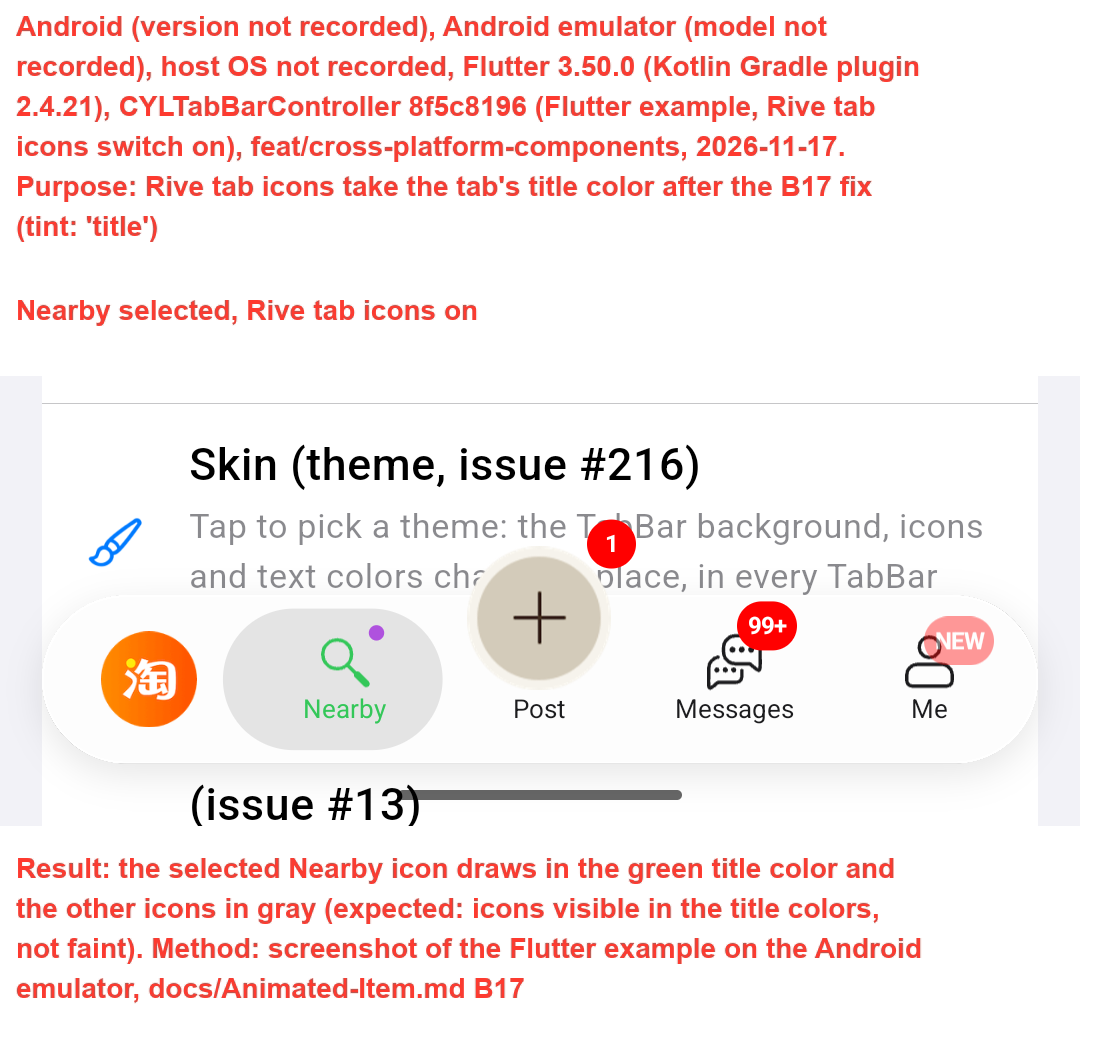 Android (version not recorded), Android emulator (model not
recorded), host OS not recorded, Flutter 3.50.0 (Kotlin Gradle plugin
2.4.21), CYLTabBarController 8f5c8196 (Flutter example, Rive tab
icons switch on), feat/cross-platform-components, 2026-11-17.
Purpose: Rive tab icons take the tab's title color after the B17 fix
(tint: 'title')
Nearby selected, Rive tab icons on
Skin (theme, issue #216)
Tap to pick a theme: the TabBar background, icons
1
and text colors cha place, in every TabBar
99+
NEW
淘
Nearby
Post
Messages
Me
(issue #13)
Result: the selected Nearby icon draws in the green title color and
the other icons in gray (expected: icons visible in the title colors,
not faint). Method: screenshot of the Flutter example on the Android
emulator, docs/Animated-Item.md B17